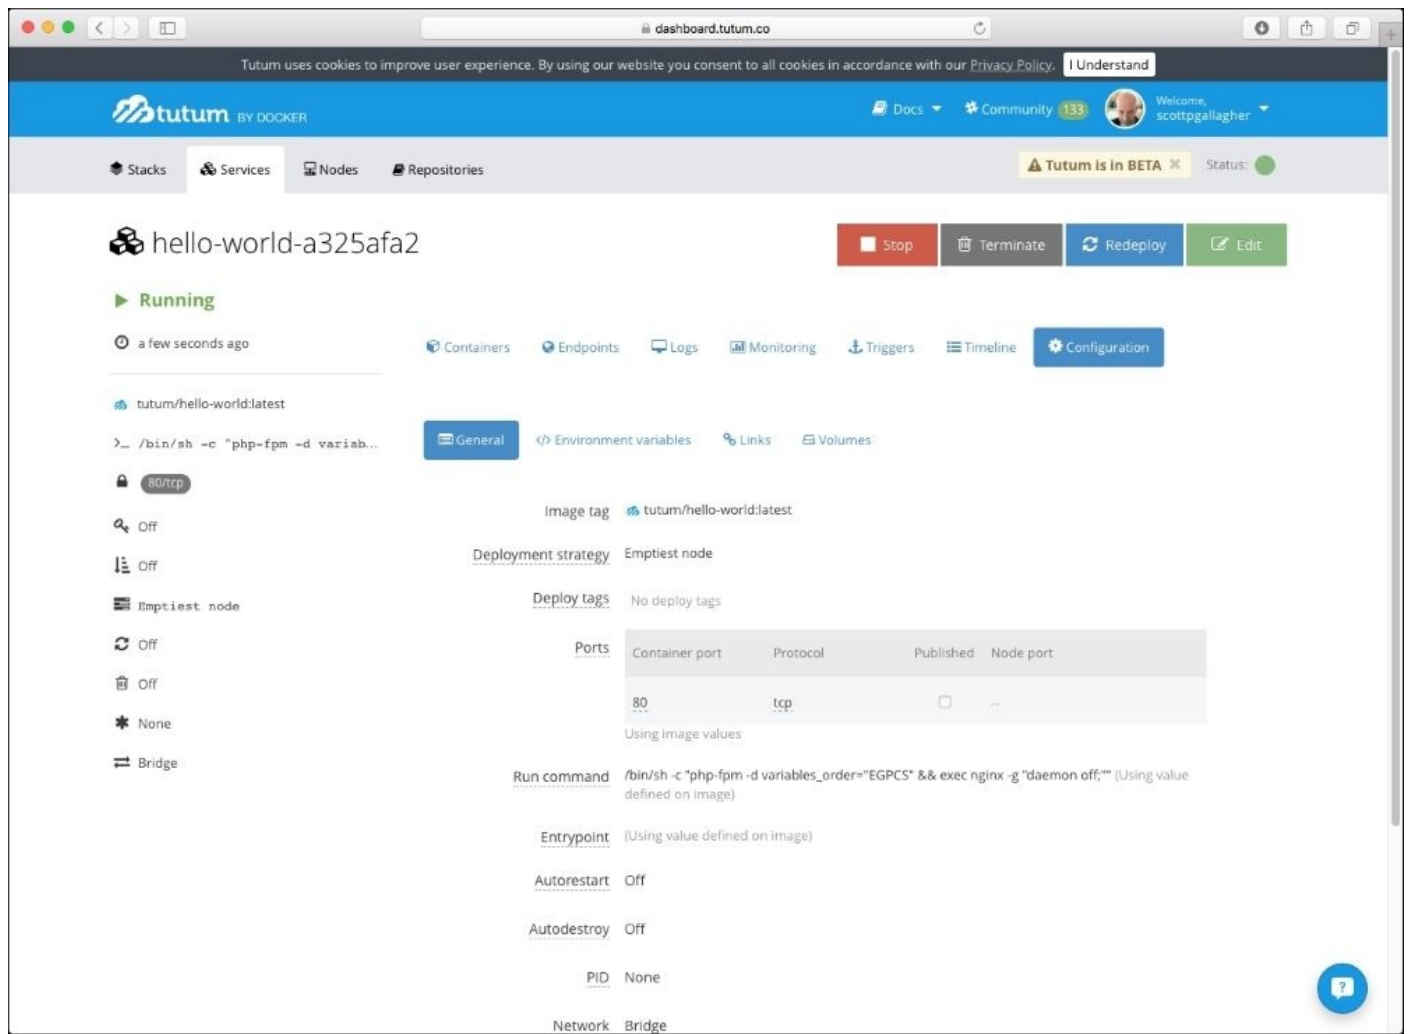 dashboard.tutum.co
Tutum uses cookies to improve user experience. By using our website you consent to all cookies in accordance with our Privacy Policy. I Understand
tutum BY DOCKER
Docs
Community 133
Welcome,
scottpgallagher
Stacks
Services
Nodes
Repositories
Tutum is in BETA
Status:
hello-world-a325afa2
Stop
Terminate
Redeploy
Edit
Running
a few seconds ago
Containers
Endpoints
Logs
Monitoring
Triggers
Timeline
Configuration
tutum/hello-world:latest
>_ /bin/sh -c "php-fpm -d variab...
80/tcp
Off
Off
Emptiest node
Off
Off
None
Bridge
General
</> Environment variables
Links
Volumes
Image tag tutum/hello-world:latest
Deployment strategy Emptiest node
Deploy tags No deploy tags
Ports Container port Protocol Published Node port
80 tcp --
Using image values
Run command /bin/sh -c "php-fpm -d variables_order="EGPCS" && exec nginx -g "daemon off;"" (Using value
defined on image)
Entrypoint (Using value defined on image)
Autorestart Off
Autodestroy Off
PID None
Network Bridge